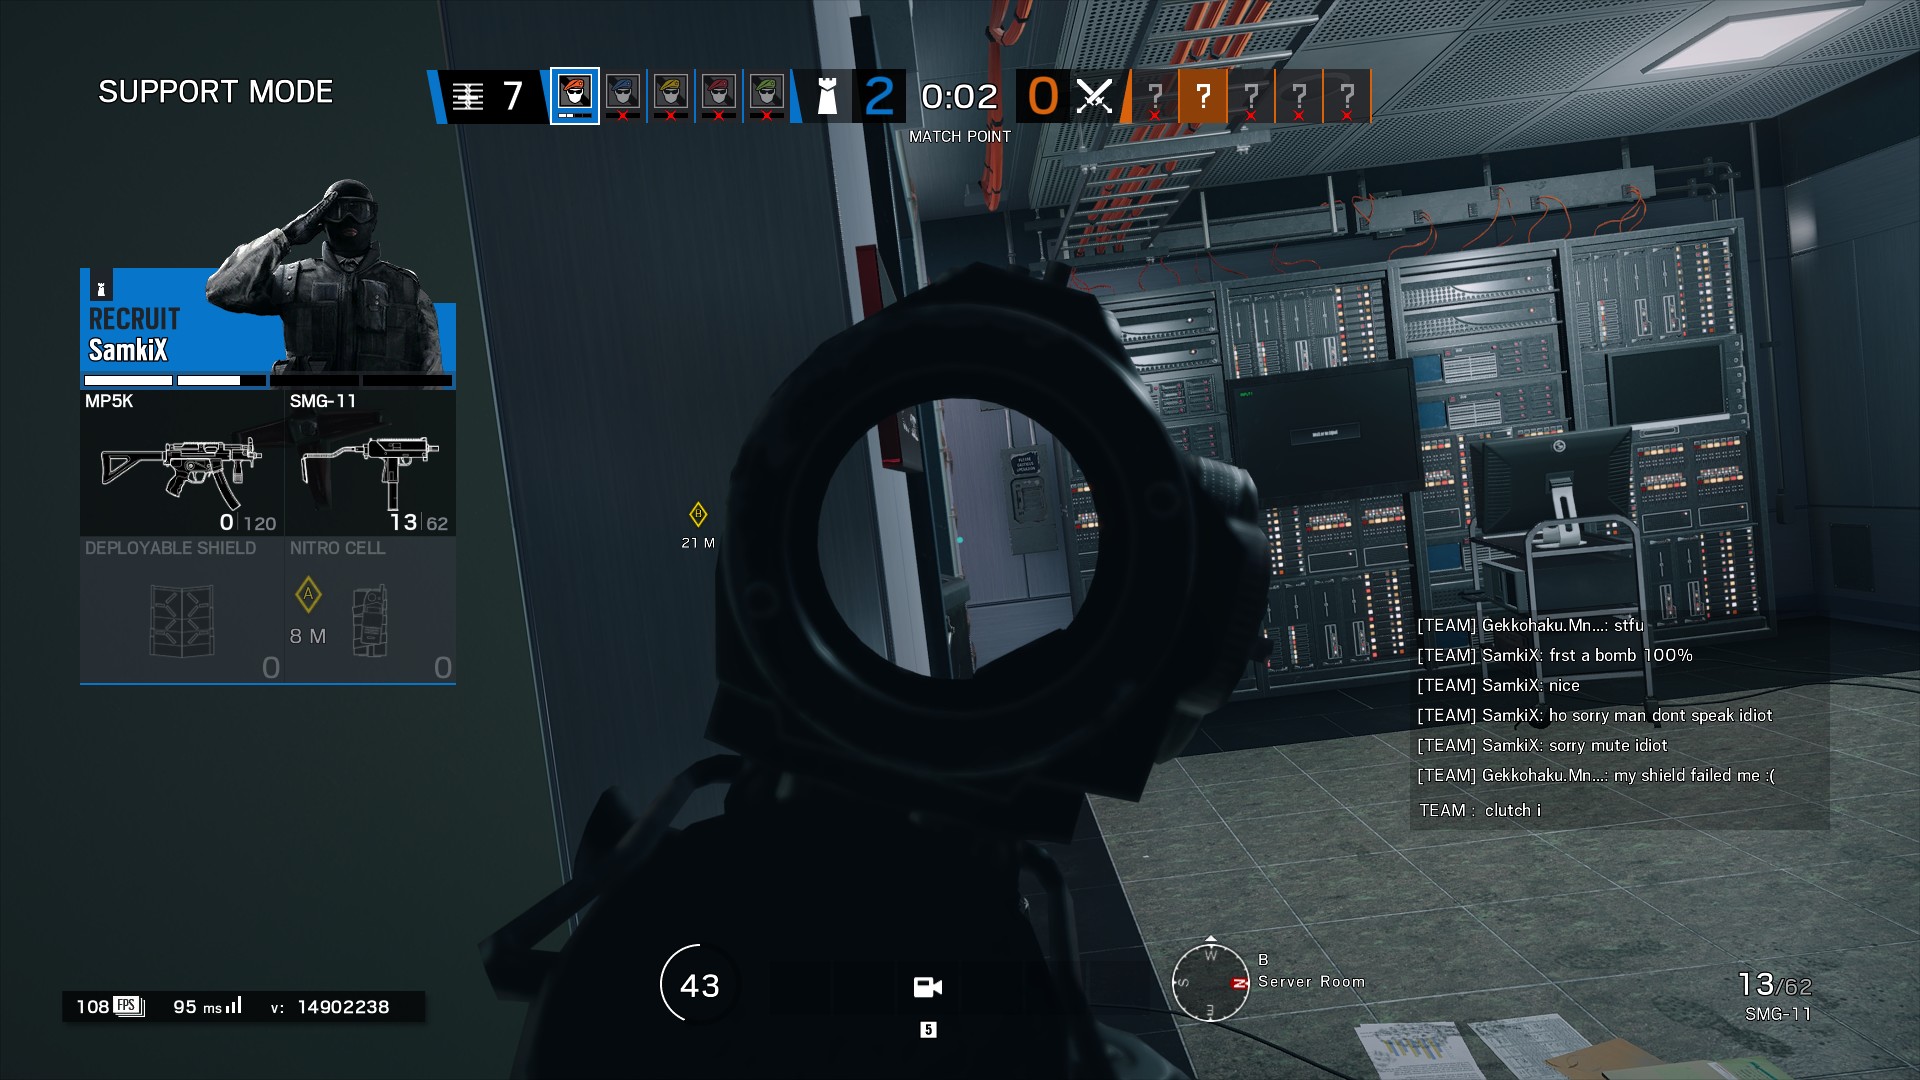 SUPPORT MODE
7
2
0:02
0
? ? ? ? ?
MATCH POINT
RECRUIT
SamkiX
MP5K
SMG-11
0|120
13|62
DEPLOYABLE SHIELD
NITRO CELL
A
8 M
0
0
21 M
[TEAM] Gekkohaku.Mn...: stfu
[TEAM] SamkiX: frst a bomb 100%
[TEAM] SamkiX: nice
[TEAM] SamkiX: ho sorry man dont speak idiot
[TEAM] SamkiX: sorry mute idiot
[TEAM] Gekkohaku.Mn...: my shield failed me :(
TEAM : clutch i
43
5
W
S
N
E
B
Server Room
13/62
SMG-11
108 FPS 95 ms v: 14902238